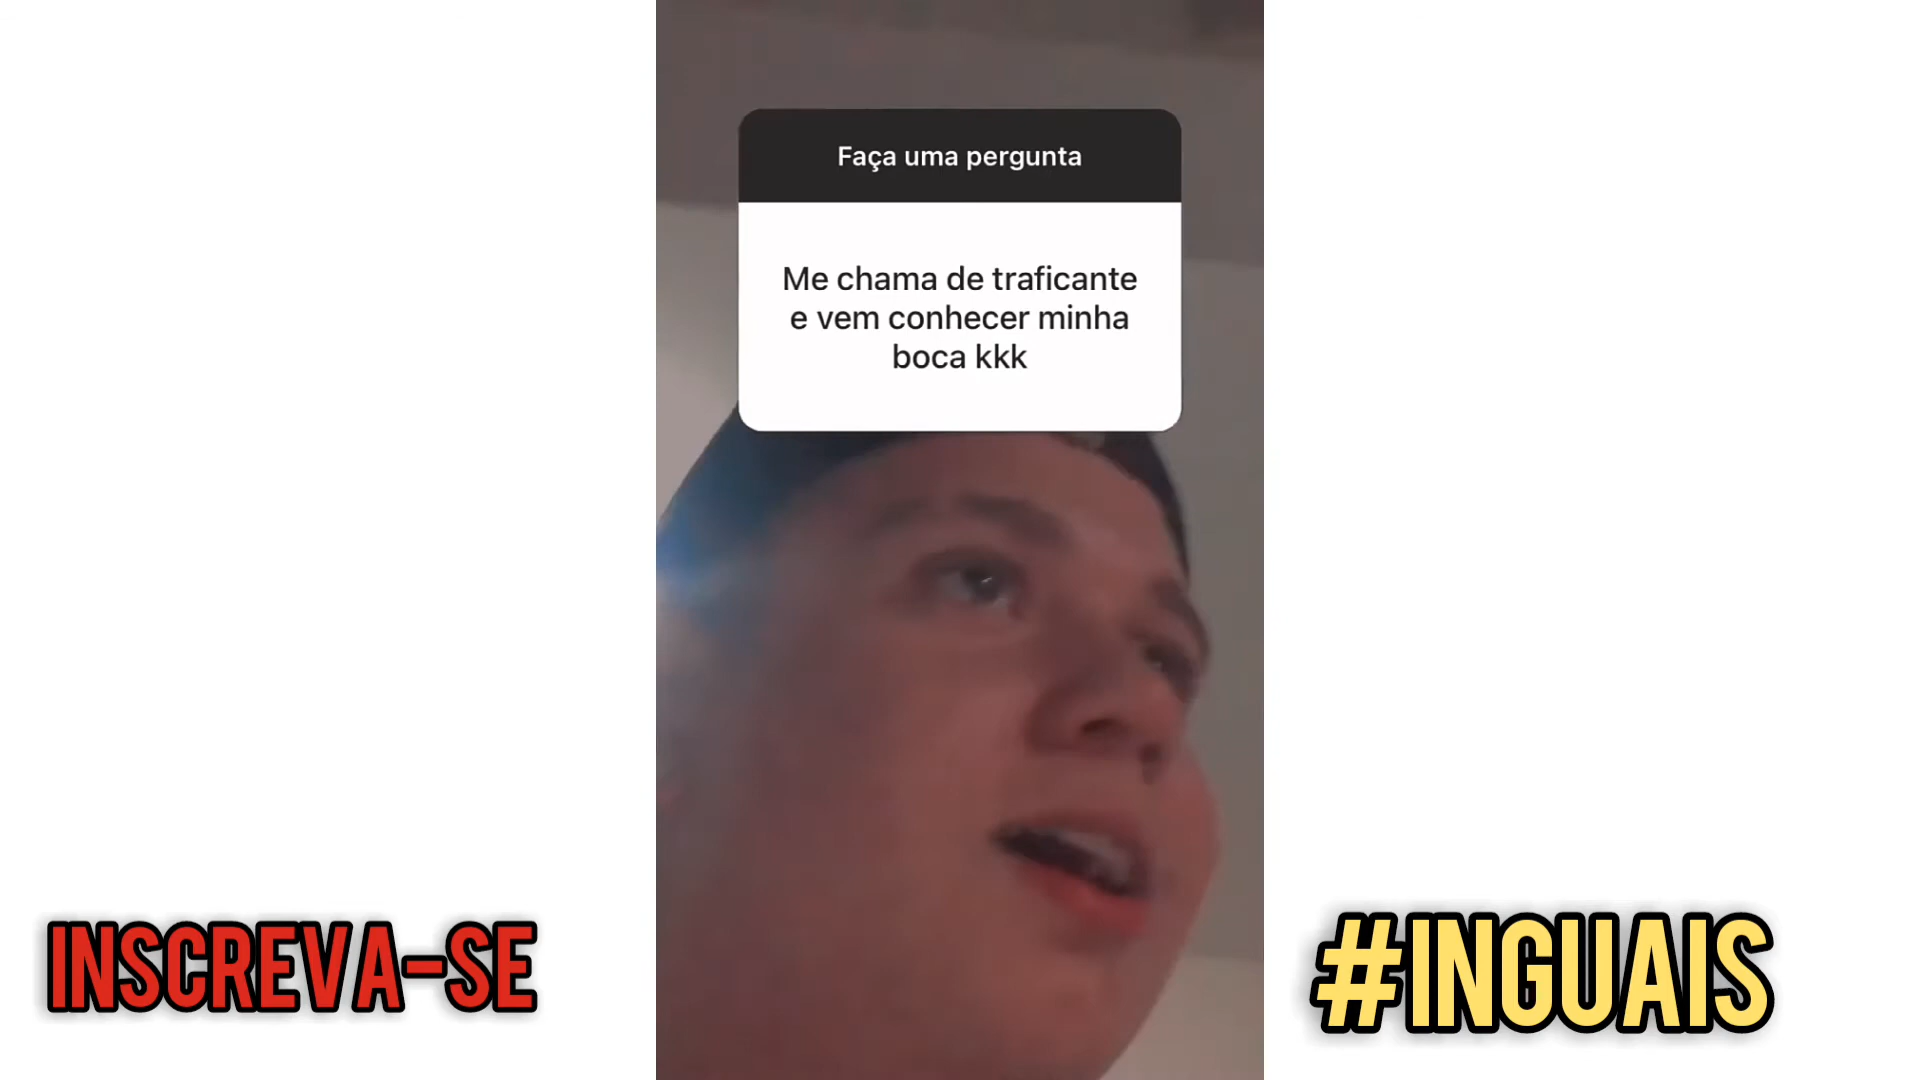 Faça uma pergunta
Me chama de traficante
e vem conhecer minha
boca kkk
INSCREVA-SE
#INGUAIS